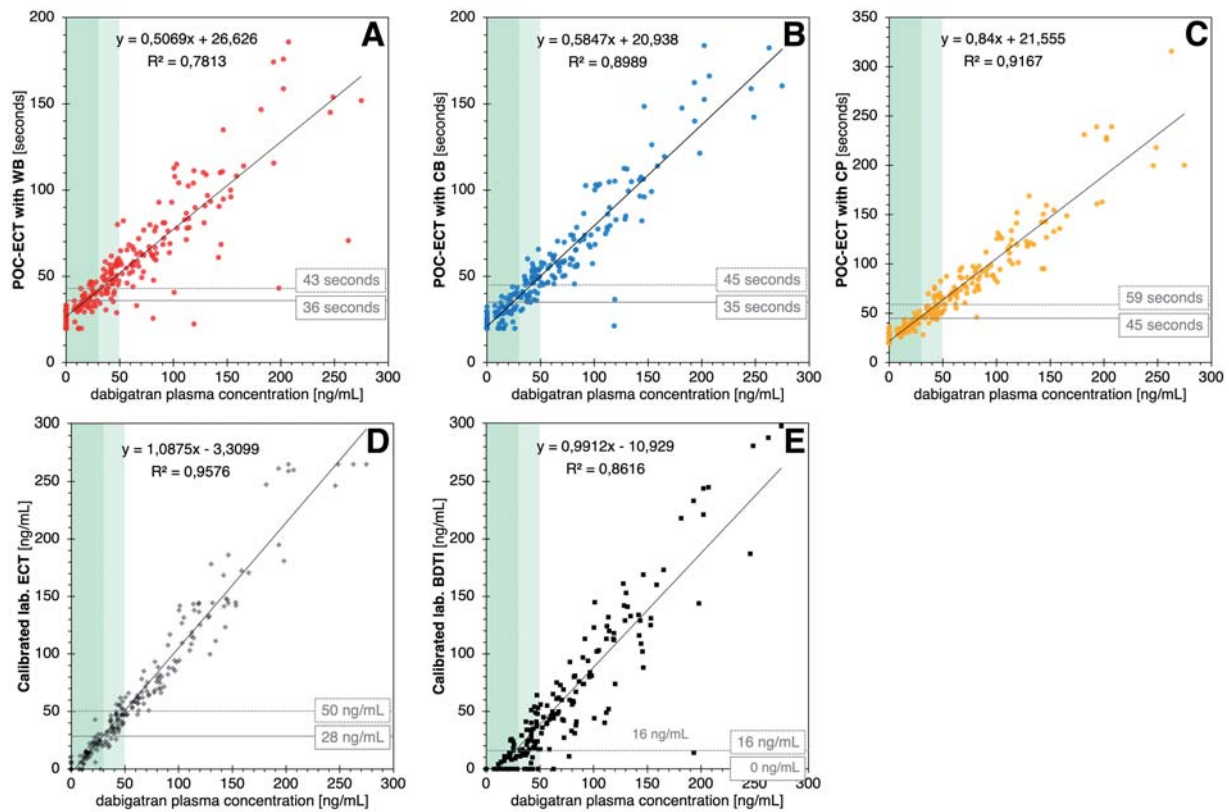 A
y = 0,5069x + 26,626
R² = 0,7813
POC-ECT with WB [seconds]
200
150
100
50
0
43 seconds
36 seconds
0 50 100 150 200 250 300
dabigatran plasma concentration [ng/mL]
B
y = 0,5847x + 20,938
R² = 0,8989
POC-ECT with CB [seconds]
200
150
100
50
0
45 seconds
35 seconds
0 50 100 150 200 250 300
dabigatran plasma concentration [ng/mL]
C
y = 0,84x + 21,555
R² = 0,9167
POC-ECT with CP [seconds]
350
300
250
200
150
100
50
0
59 seconds
45 seconds
0 50 100 150 200 250 300
dabigatran plasma concentration [ng/mL]
D
y = 1,0875x - 3,3099
R² = 0,9576
Calibrated lab. ECT [ng/mL]
300
250
200
150
100
50
0
50 ng/mL
28 ng/mL
0 50 100 150 200 250 300
dabigatran plasma concentration [ng/mL]
E
y = 0,9912x - 10,929
R² = 0,8616
Calibrated lab. BDTI [ng/mL]
300
250
200
150
100
50
0
16 ng/mL
16 ng/mL
0 ng/mL
0 50 100 150 200 250 300
dabigatran plasma concentration [ng/mL]